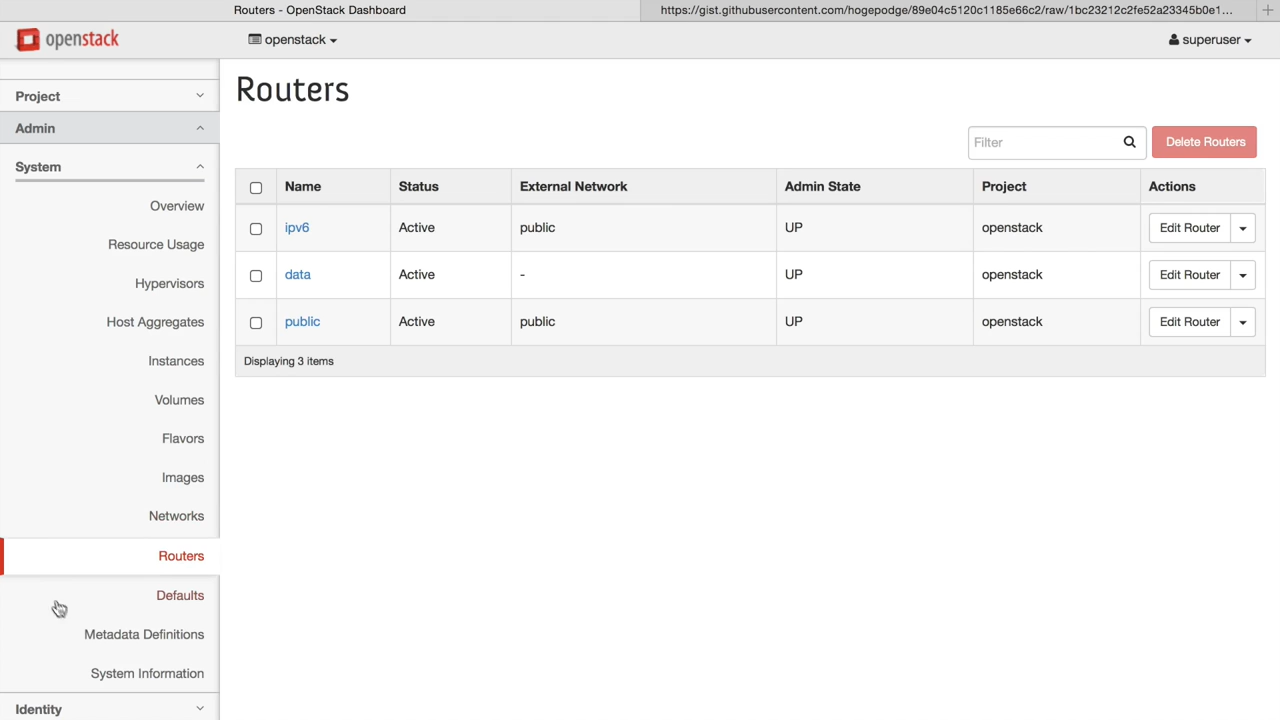 Routers - OpenStack Dashboard
https://gist.githubusercontent.com/hogepodge/89e04c5120c1185e66c2/raw/1bc23212c2fe52a23345b0e1...
openstack
openstack
superuser
Project
Admin
System
Overview
Resource Usage
Hypervisors
Host Aggregates
Instances
Volumes
Flavors
Images
Networks
Routers
Defaults
Metadata Definitions
System Information
Identity
Routers
Filter
Delete Routers
Name Status External Network Admin State Project Actions
ipv6 Active public UP openstack Edit Router
data Active - UP openstack Edit Router
public Active public UP openstack Edit Router
Displaying 3 items